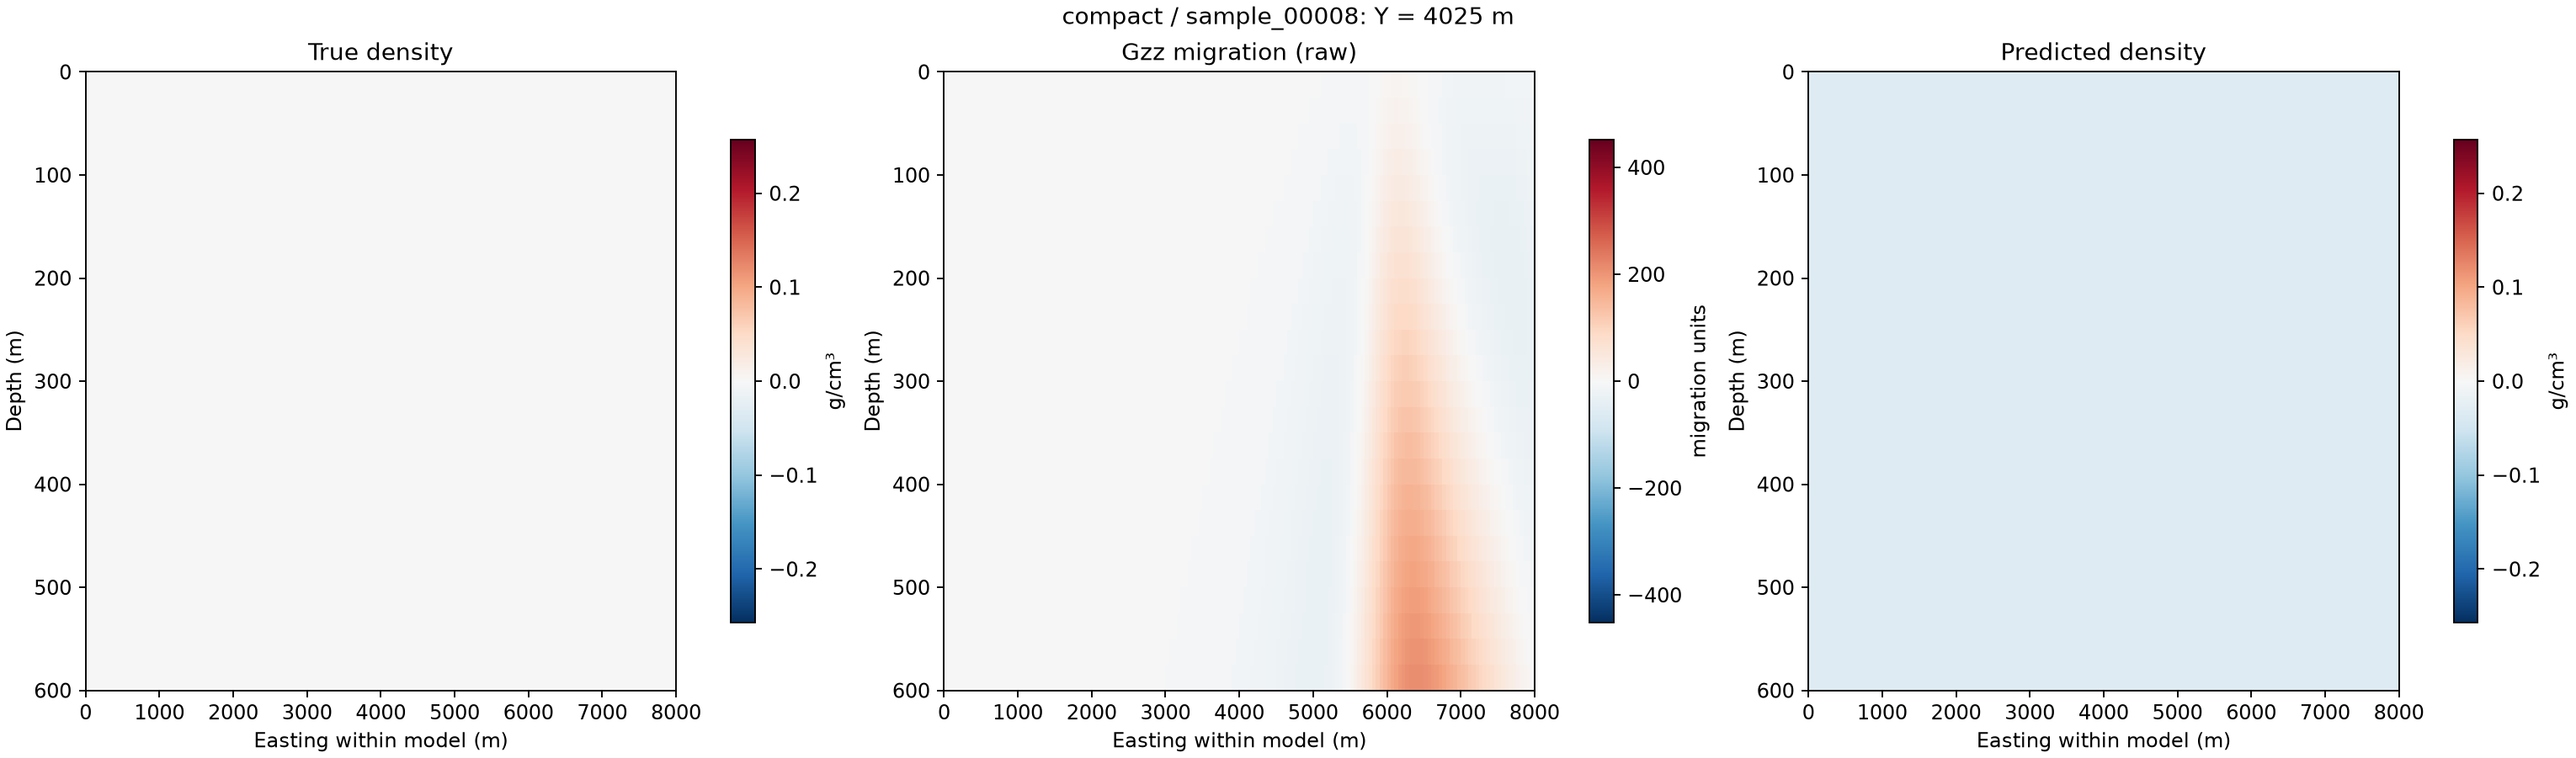 compact / sample_00008: Y = 4025 m
True density
0
100
200
300
400
500
600
Depth (m)
0 1000 2000 3000 4000 5000 6000 7000 8000
Easting within model (m)
0.2
0.1
0.0
−0.1
−0.2
g/cm³
Gzz migration (raw)
0
100
200
300
400
500
600
Depth (m)
0 1000 2000 3000 4000 5000 6000 7000 8000
Easting within model (m)
400
200
0
−200
−400
migration units
Predicted density
0
100
200
300
400
500
600
Depth (m)
0 1000 2000 3000 4000 5000 6000 7000 8000
Easting within model (m)
0.2
0.1
0.0
−0.1
−0.2
g/cm³